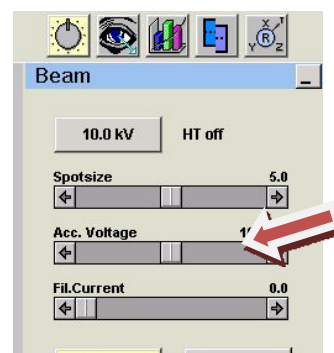 X
Y R Z
Beam
10.0 kV HT off
Spotsize 5.0
Acc. Voltage
Fil.Current 0.0